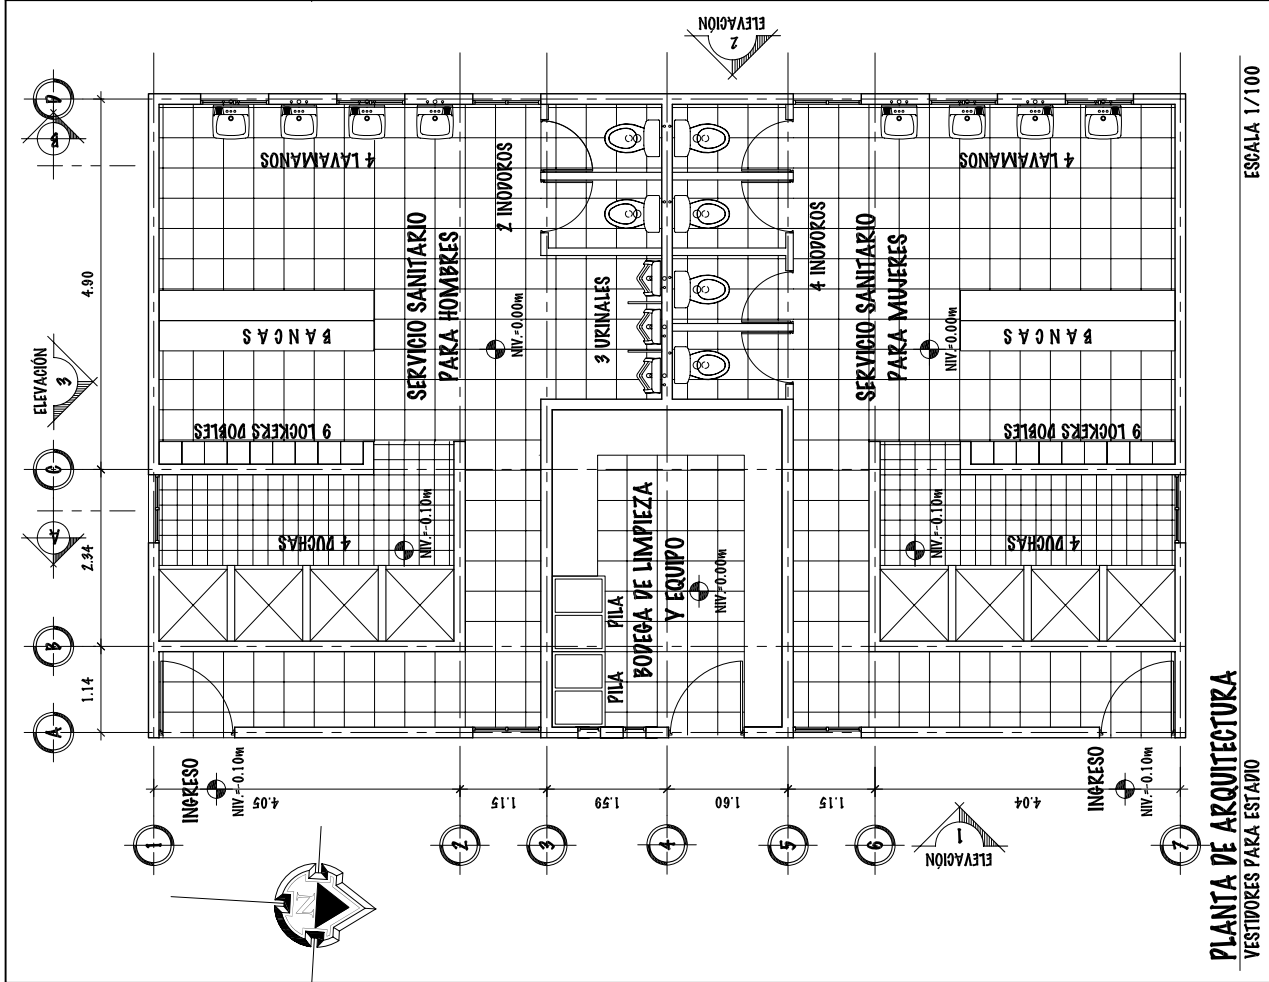 ELEVACIÓN
2
ELEVACIÓN
3
D
B
C
A
B
A
4.90
2.34
1.14
4 LAVAMANOS
4 LAVAMANOS
2 INODOROS
4 INODOROS
3 URINALES
SERVICIO SANITARIO
PARA HOMBRES
NIV.=0.00m
SERVICIO SANITARIO
PARA MUJERES
NIV.=0.00m
BANCAS
BANCAS
9 LOCKERS DOBLES
9 LOCKERS DOBLES
4 DUCHAS
NIV.=-0.10m
4 DUCHAS
NIV.=-0.10m
BODEGA DE LIMPIEZA
Y EQUIPO
NIV.=0.00m
PILA
PILA
INGRESO
NIV.=-0.10m
INGRESO
NIV.=-0.10m
4.05
1.15
1.59
1.60
1.15
4.04
1
2
3
4
5
6
7
ELEVACIÓN
1
ELEVACIÓN
N
PLANTA DE ARQUITECTURA
VESTIDORES PARA ESTADIO
ESCALA 1/100